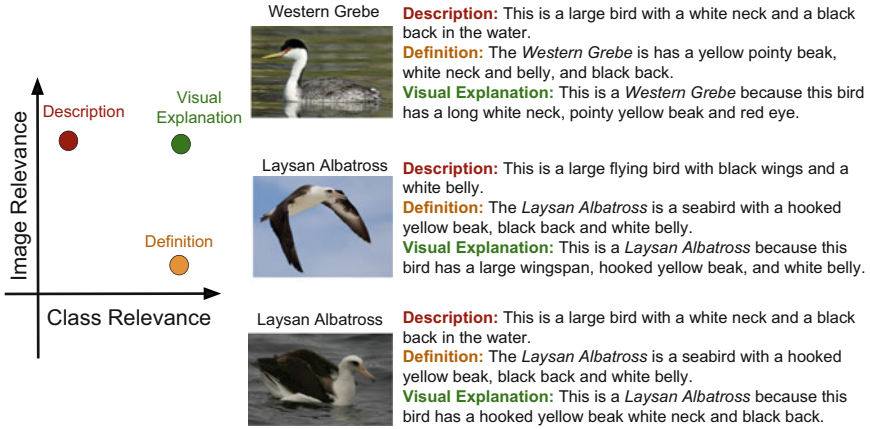 Image Relevance
Class Relevance
Description
Visual
Explanation
Definition
Western Grebe
Description: This is a large bird with a white neck and a black
back in the water.
Definition: The Western Grebe is has a yellow pointy beak,
white neck and belly, and black back.
Visual Explanation: This is a Western Grebe because this bird
has a long white neck, pointy yellow beak and red eye.
Laysan Albatross
Description: This is a large flying bird with black wings and a
white belly.
Definition: The Laysan Albatross is a seabird with a hooked
yellow beak, black back and white belly.
Visual Explanation: This is a Laysan Albatross because this
bird has a large wingspan, hooked yellow beak, and white belly.
Laysan Albatross
Description: This is a large bird with a white neck and a black
back in the water.
Definition: The Laysan Albatross is a seabird with a hooked
yellow beak, black back and white belly.
Visual Explanation: This is a Laysan Albatross because this
bird has a hooked yellow beak white neck and black back.